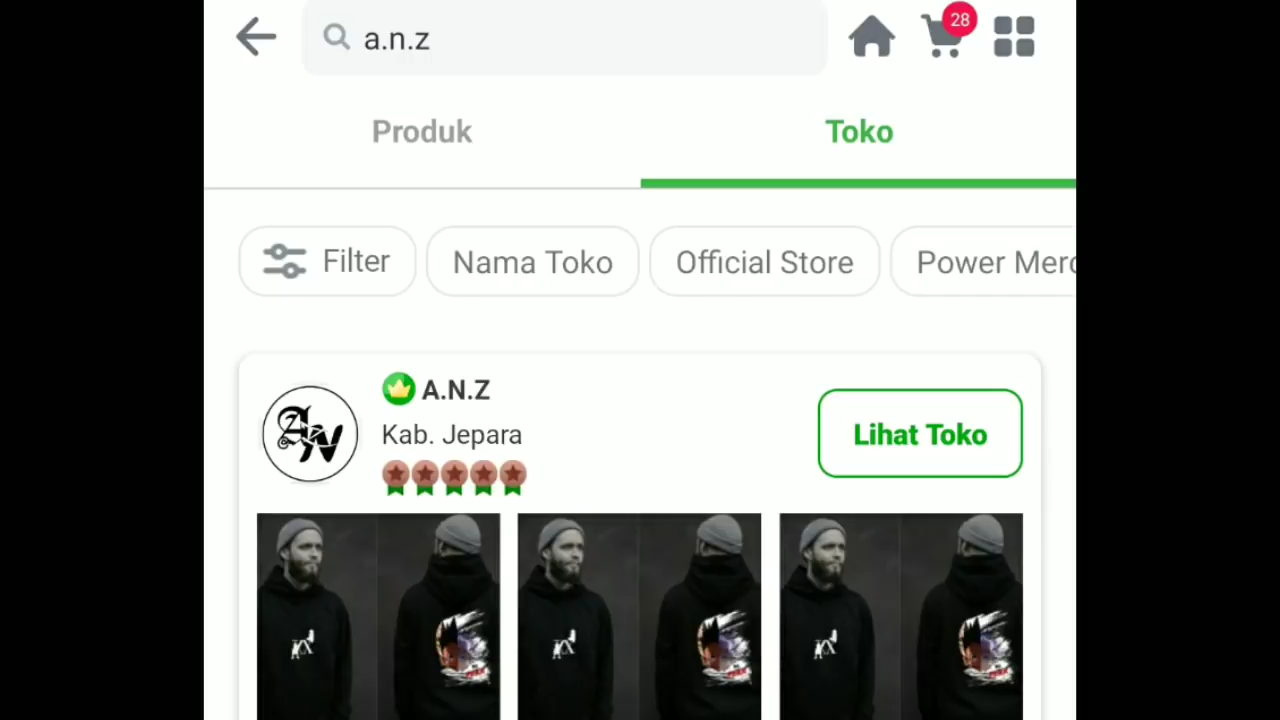 a.n.z
28
Produk
Toko
Filter
Nama Toko
Official Store
Power Merc
A.N.Z
Kab. Jepara
Lihat Toko